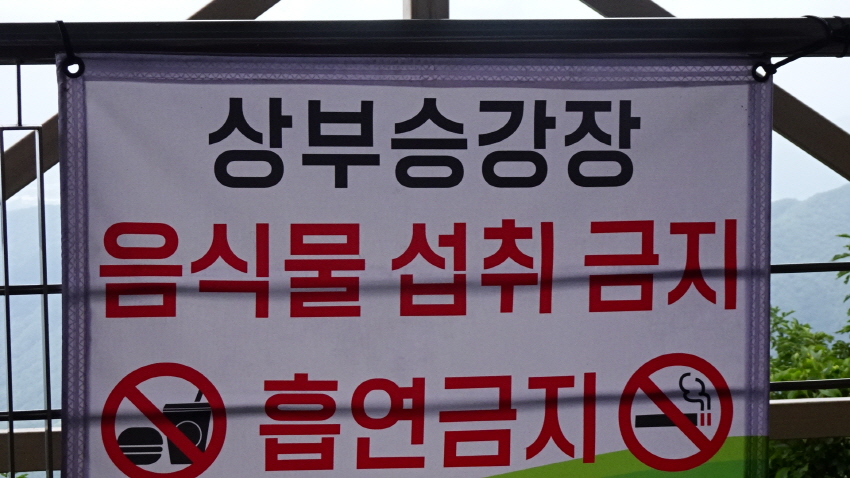 상부승강장
음식물 섭취 금지
흡연금지